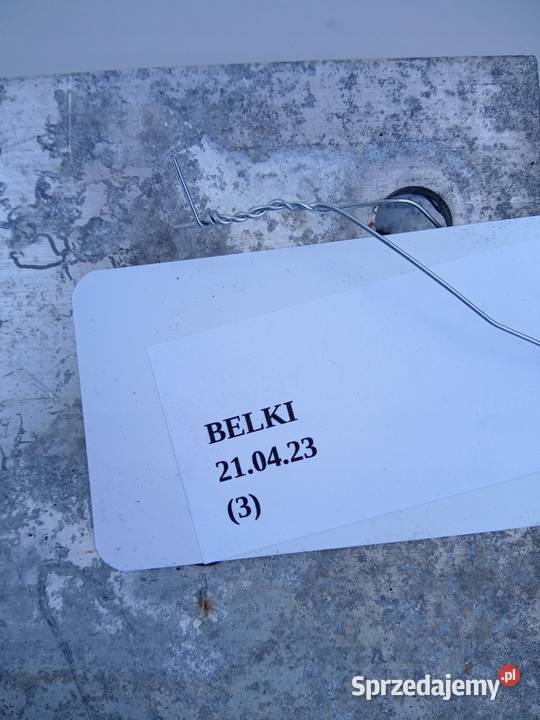 BELKI
21.04.23
(3)
Sprzedajemy.pl